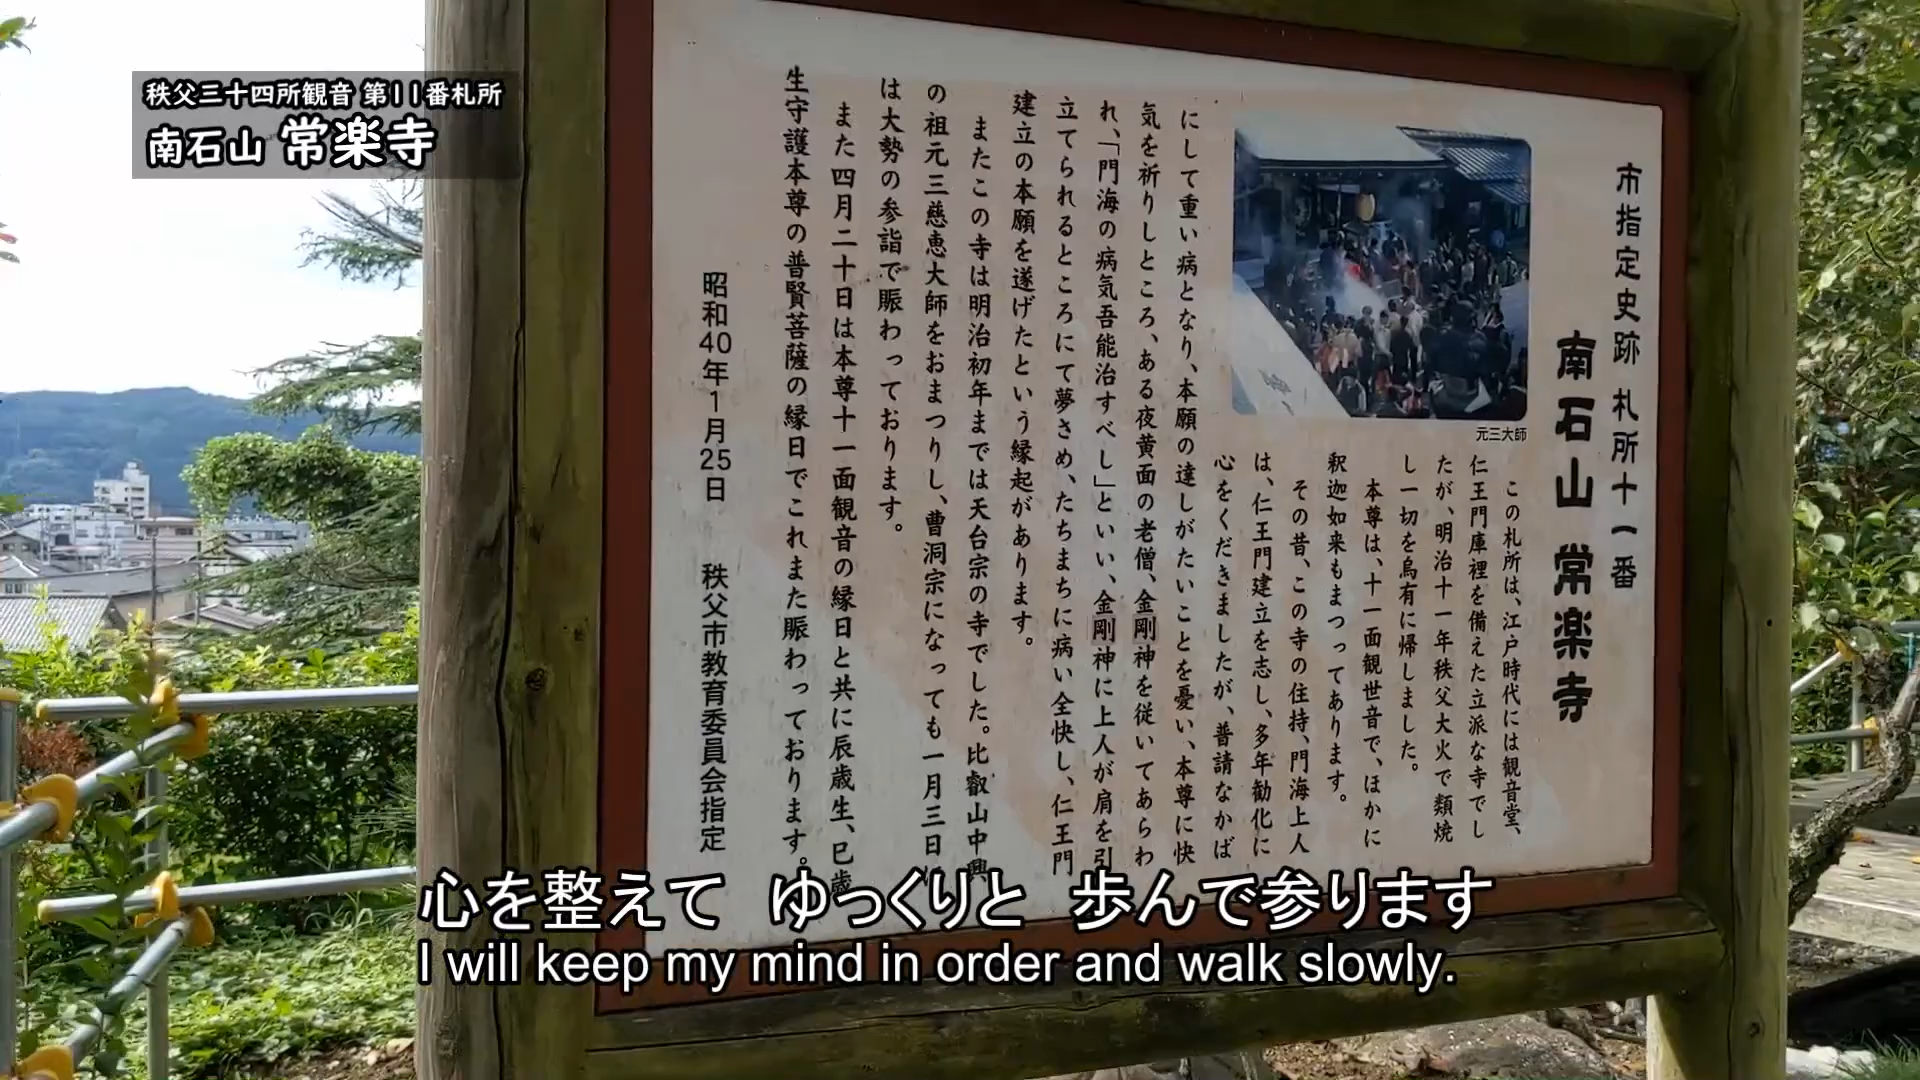 秩父三十四所観音 第11番札所
南石山 常楽寺
市指定史跡 札所十一番
南石山 常楽寺
元三大師
この札所は、江戸時代には観音堂、
仁王門庫裡を備えた立派な寺でし
たが、明治十一年秩父大火で類焼
し一切を烏有に帰しました。
本尊は、十一面観世音で、ほかに
釈迦如来もまつってあります。
その昔、この寺の住持、門海上人
は、仁王門建立を志し、多年勧化に
心をくだきましたが、普請なかば
にして重い病となり、本願の達しがたいことを憂い、本尊に快
気を祈りしところ、ある夜黄面の老僧、金剛神を従いてあらわ
れ、「門海の病気吾能治すべし」といい、金剛神に上人が肩を引
立てられるところにて夢さめ、たちまちに病い全快し、仁王門
建立の本願を遂げたという縁起があります。
またこの寺は明治初年までは天台宗の寺でした。比叡山中興
の祖元三慈恵大師をおまつりし、曹洞宗になっても一月三日に
は大勢の参詣で賑わっております。
また四月二十日は本尊十一面観音の縁日と共に辰歳生、巳歳
生守護本尊の普賢菩薩の縁日でこれまた賑わっております。
昭和40年1月25日 秩父市教育委員会指定
心を整えて ゆっくりと 歩んで参ります
I will keep my mind in order and walk slowly.